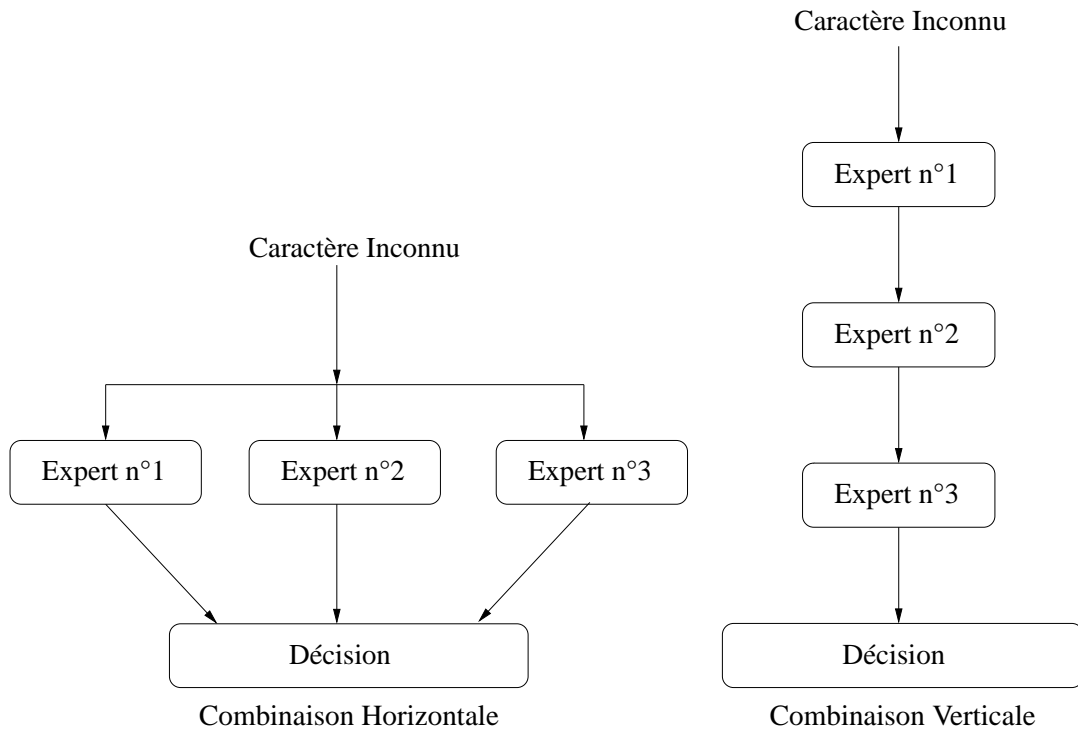 Caractère Inconnu
Expert n°1
Expert n°2
Expert n°3
Décision
Combinaison Horizontale
Caractère Inconnu
Expert n°1
Expert n°2
Expert n°3
Décision
Combinaison Verticale